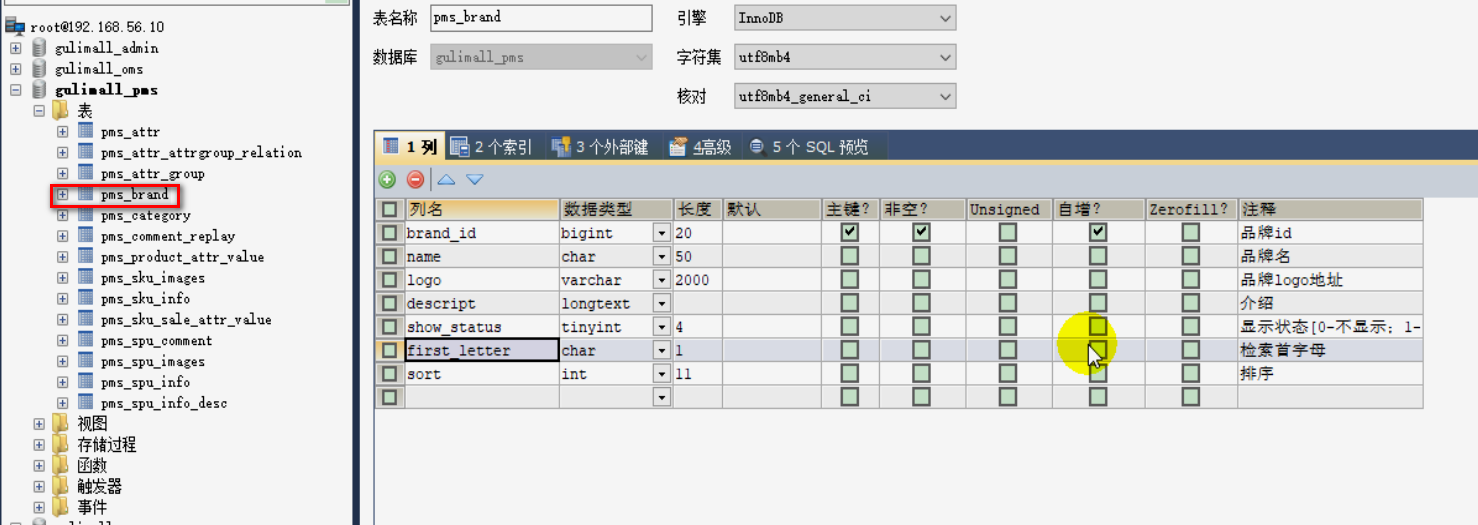 root@192.168.56.10
gulimall_admin
gulimall_oms
gulimall_pms
表
pms_attr
pms_attr_attrgroup_relation
pms_attr_group
pms_brand
pms_category
pms_comment_replay
pms_product_attr_value
pms_sku_images
pms_sku_info
pms_sku_sale_attr_value
pms_spu_comment
pms_spu_images
pms_spu_info
pms_spu_info_desc
视图
存储过程
函数
触发器
事件
表名称 pms_brand 引擎 InnoDB
数据库 gulimall_pms 字符集 utf8mb4
核对 utf8mb4_general_ci
1 列 2 个索引 3 个外部键 4高级 5 个 SQL 预览
列名 数据类型 长度 默认 主键? 非空? Unsigned 自增? Zerofill? 注释
brand_id bigint 20 品牌id
name char 50 品牌名
logo varchar 2000 品牌logo地址
descript longtext 介绍
show_status tinyint 4 显示状态[0-不显示；1-
first_letter char 1 检索首字母
sort int 11 排序